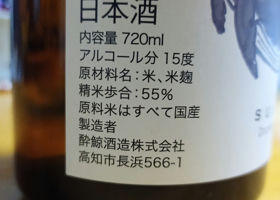 日本酒
内容量 720ml
アルコール分 15度
原材料名：米、米麹
精米歩合：55%
原料米はすべて国産
製造者
酔鯨酒造株式会社
高知市長浜566-1